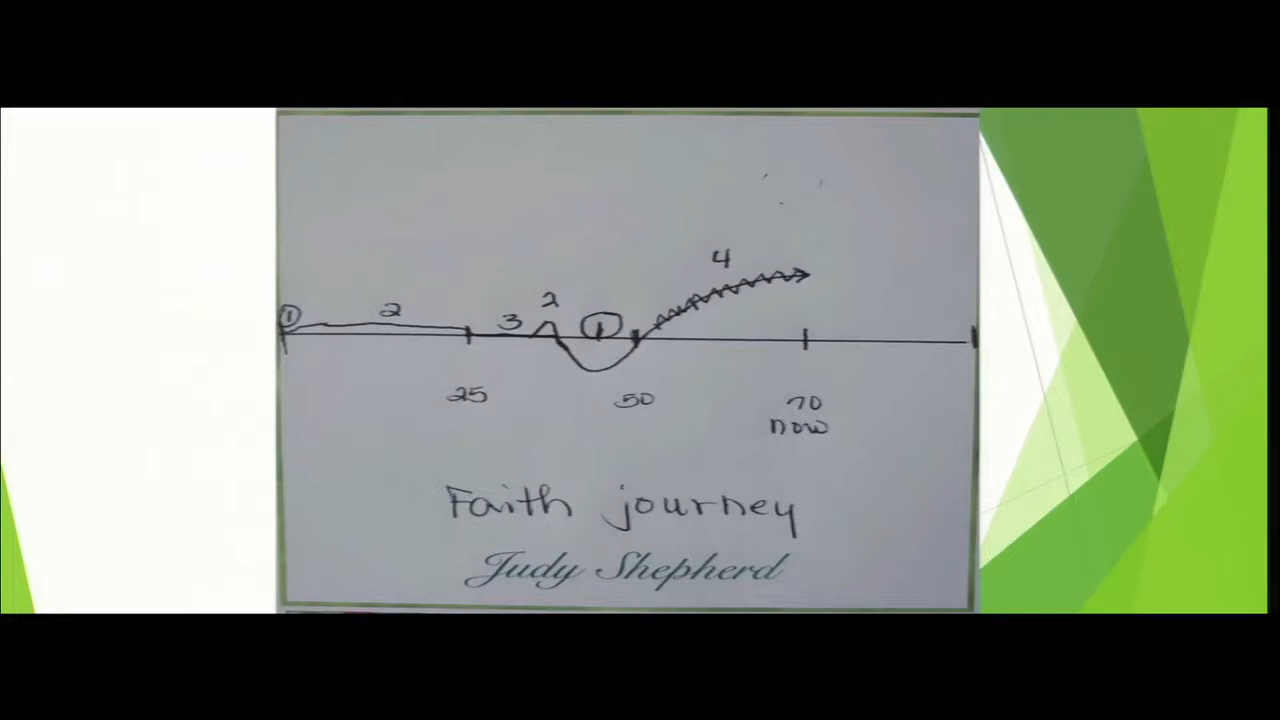 4
2
① 2 3 ①
25 50 70
now
Faith journey
Judy Shepherd